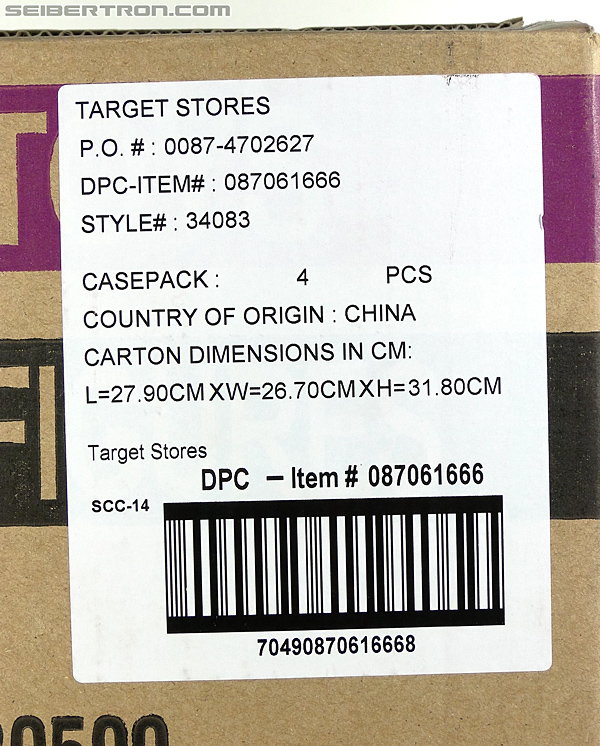 SEIBERTRON.COM
TARGET STORES
P.O. # : 0087-4702627
DPC-ITEM# : 087061666
STYLE# : 34083
CASEPACK : 4 PCS
COUNTRY OF ORIGIN : CHINA
CARTON DIMENSIONS IN CM:
L=27.90CM XW=26.70CM XH=31.80CM
Target Stores
DPC – Item # 087061666
SCC-14
70490870616668